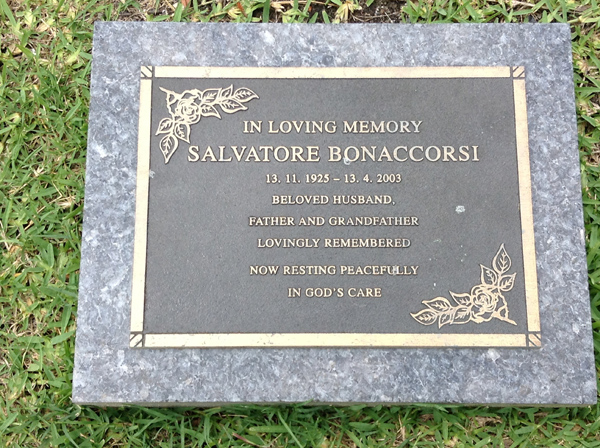 IN LOVING MEMORY
SALVATORE BONACCORSI
13. 11. 1925 – 13. 4. 2003
BELOVED HUSBAND,
FATHER AND GRANDFATHER
LOVINGLY REMEMBERED
NOW RESTING PEACEFULLY
IN GOD'S CARE